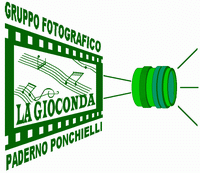 GRUPPO FOTOGRAFICO
LA GIOCONDA
PADERNO PONCHIELLI